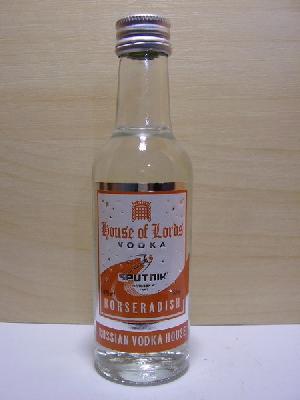 House of Lords
VODKA
SPUTNIK
HORSERADISH
RUSSIAN VODKA HOUSE